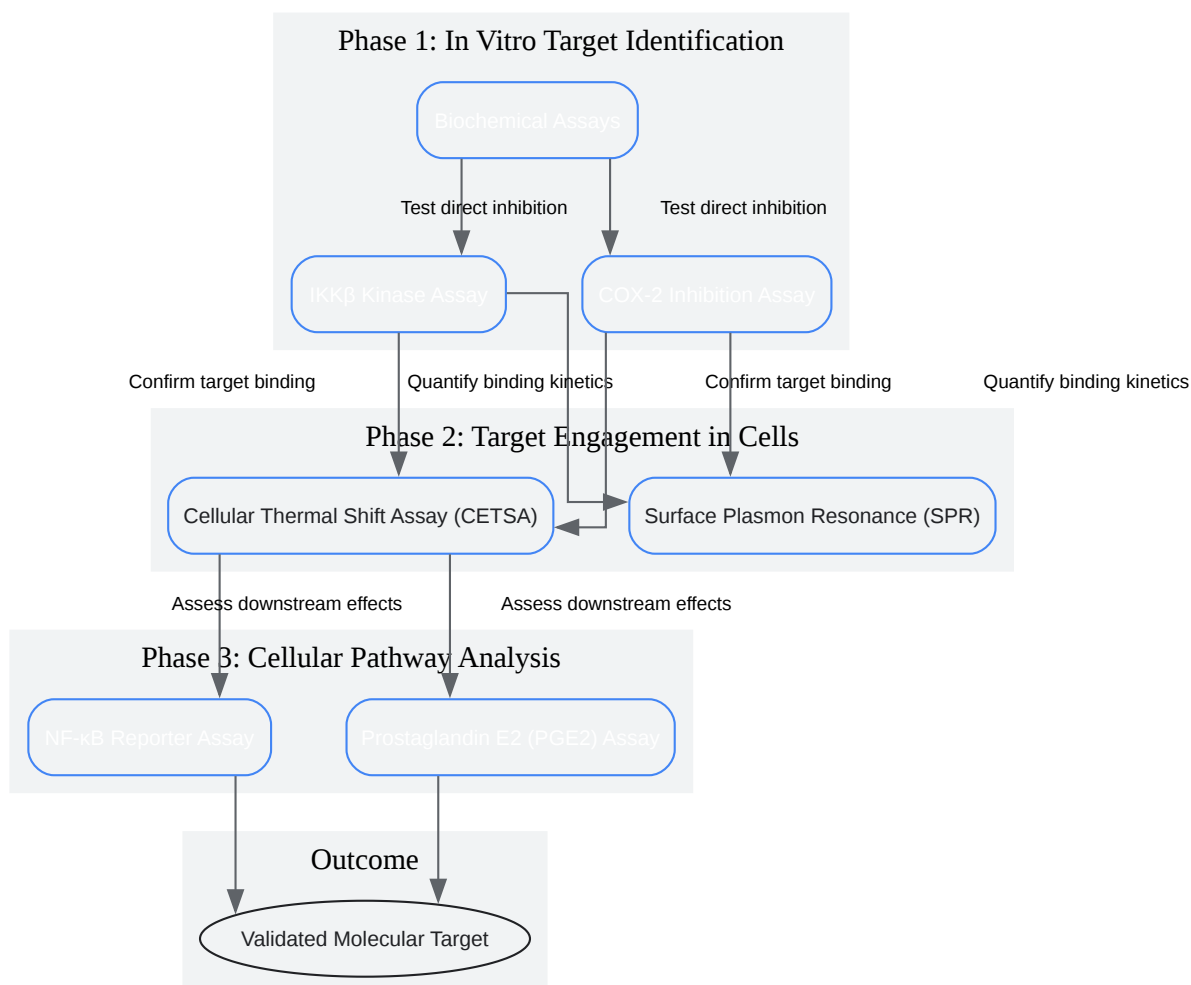 Phase 1: In Vitro Target Identification
Biochemical Assays
Test direct inhibition
Test direct inhibition
IKKβ Kinase Assay
COX-2 Inhibition Assay
Confirm target binding
Quantify binding kinetics
Confirm target binding
Quantify binding kinetics
Phase 2: Target Engagement in Cells
Cellular Thermal Shift Assay (CETSA)
Surface Plasmon Resonance (SPR)
Assess downstream effects
Assess downstream effects
Phase 3: Cellular Pathway Analysis
NF-κB Reporter Assay
Prostaglandin E2 (PGE2) Assay
Outcome
Validated Molecular Target